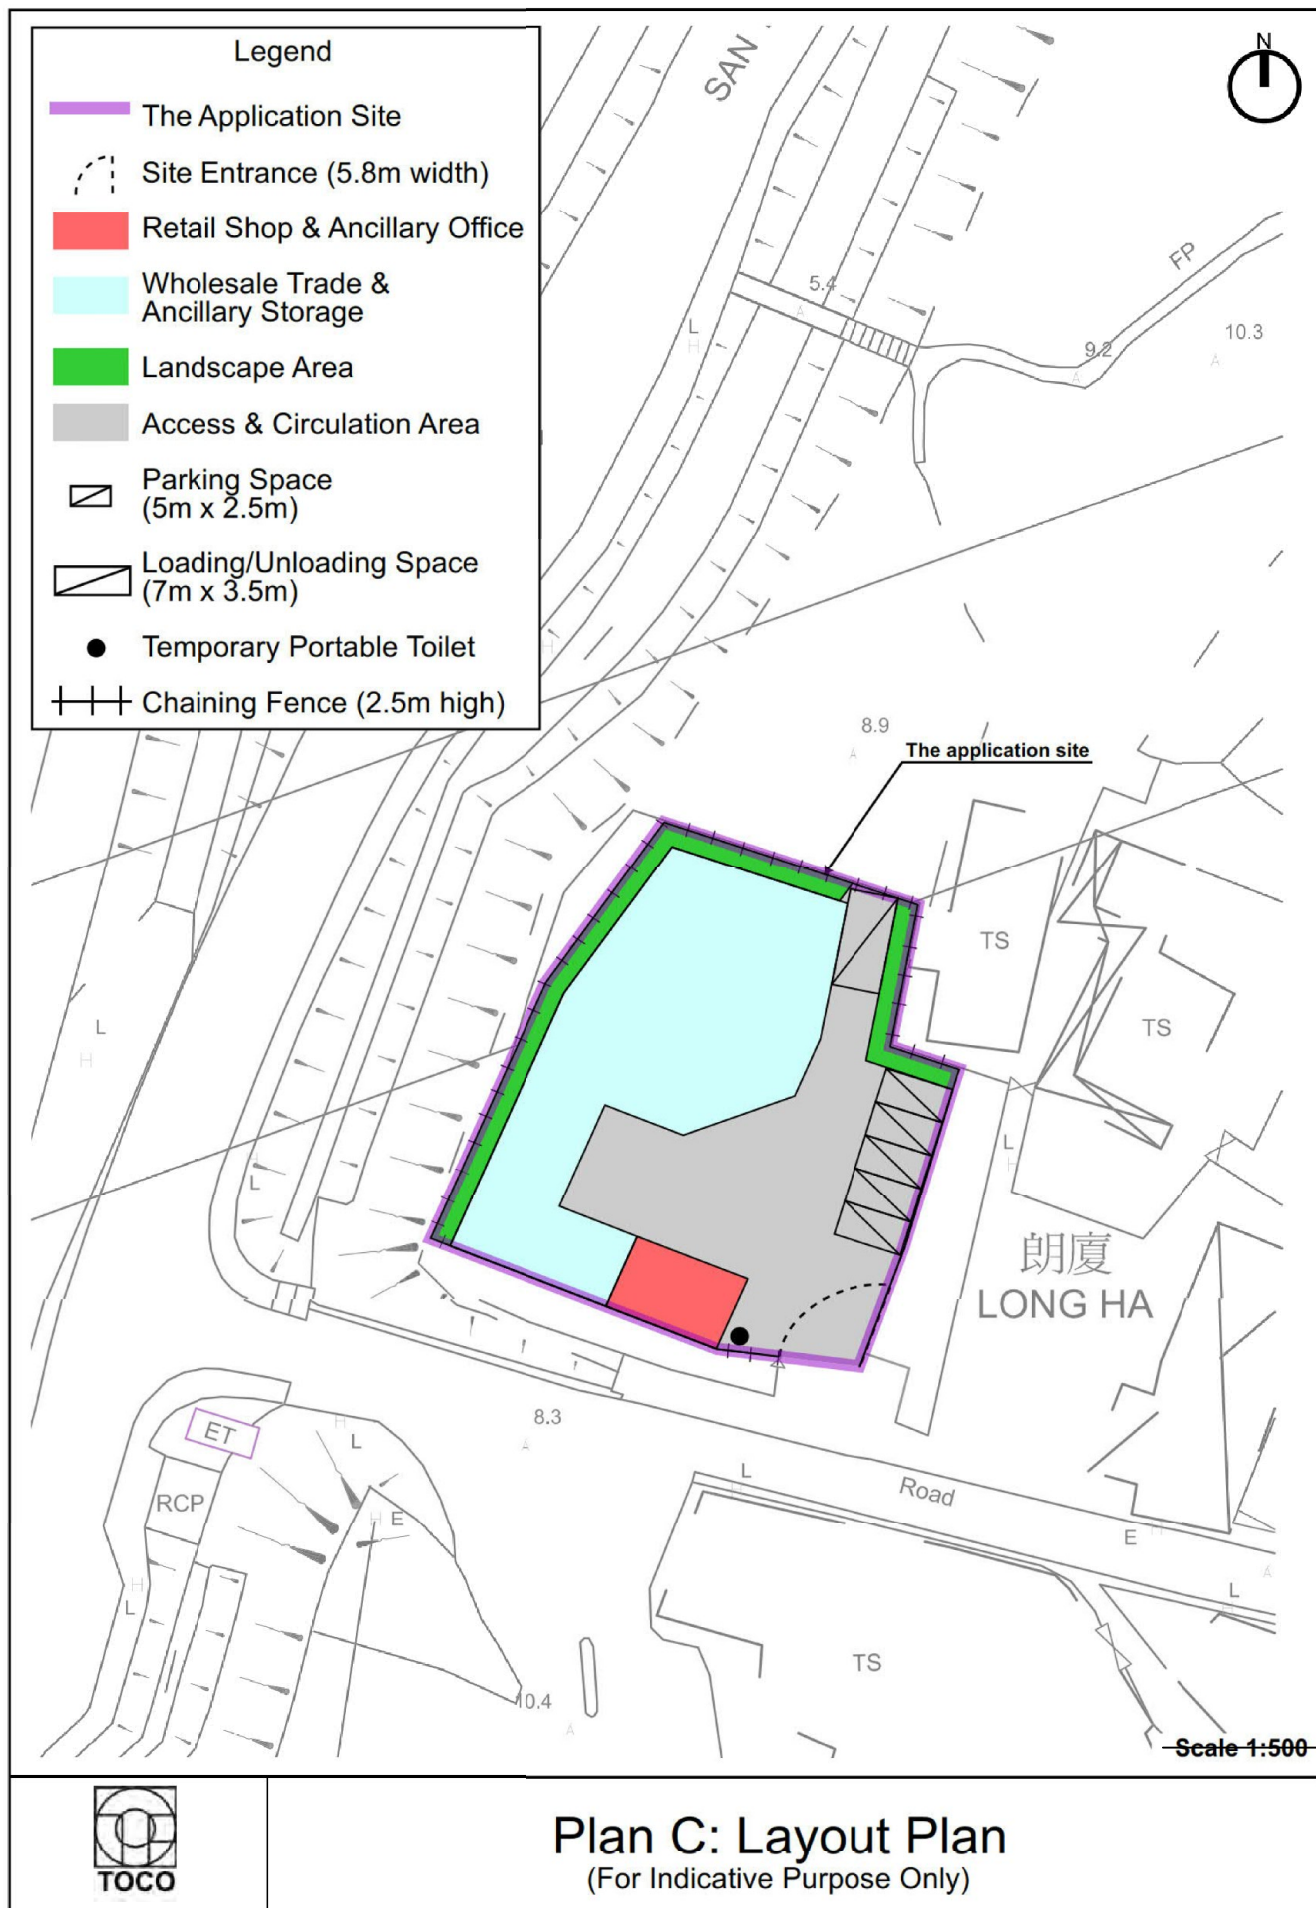 Legend
The Application Site
Site Entrance (5.8m width)
Retail Shop & Ancillary Office
Wholesale Trade &
Ancillary Storage
Landscape Area
Access & Circulation Area
Parking Space
(5m x 2.5m)
Loading/Unloading Space
(7m x 3.5m)
Temporary Portable Toilet
Chaining Fence (2.5m high)
SAN
N
5.4
A
FP
L
H
9.2
A
10.3
A
H
8.9
A
The application site
TS
TS
L
H
L
H
H
L
朗廈
LONG HA
8.3
A
ET
H
L
RCP
H E
L
H
Road
E
H
A
L
H
H
L
TS
10.4
A
Scale 1:500
TOCO
Plan C: Layout Plan
(For Indicative Purpose Only)